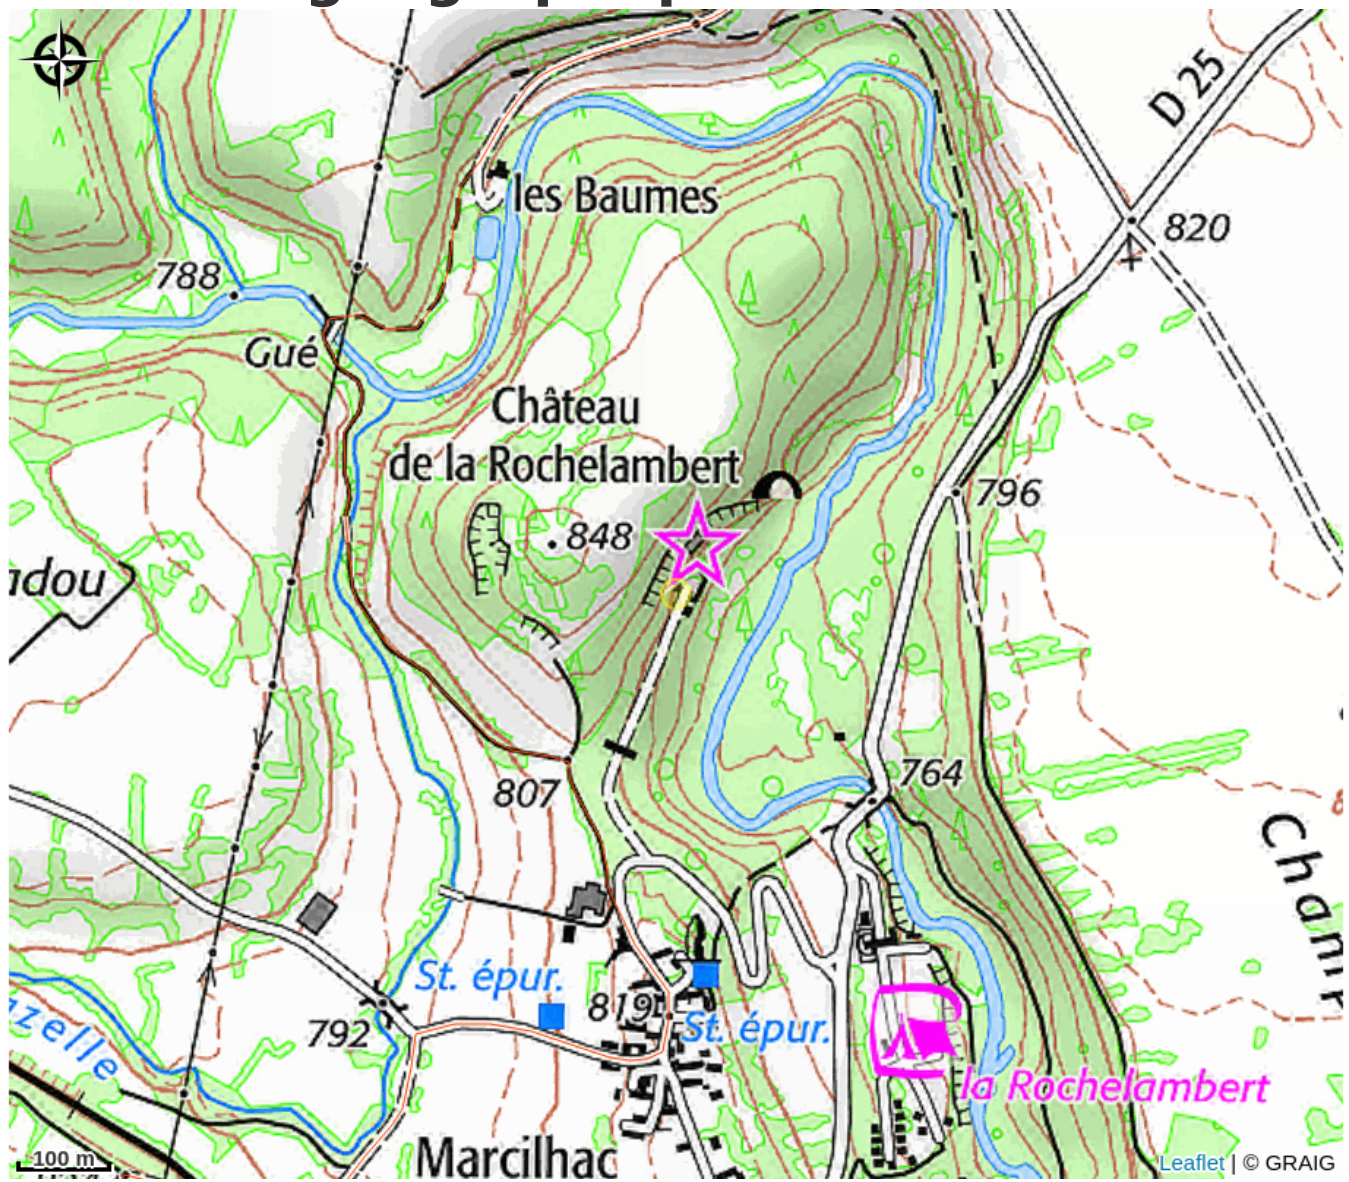 D 25
les Baumes
820
788
Gué
Château
de la Rochelambert
796
848
adou
764
807
St. épur.
819
792
St. épur.
la Rochelambert
Marcilhac
100 m
Leaflet | © GRAIG